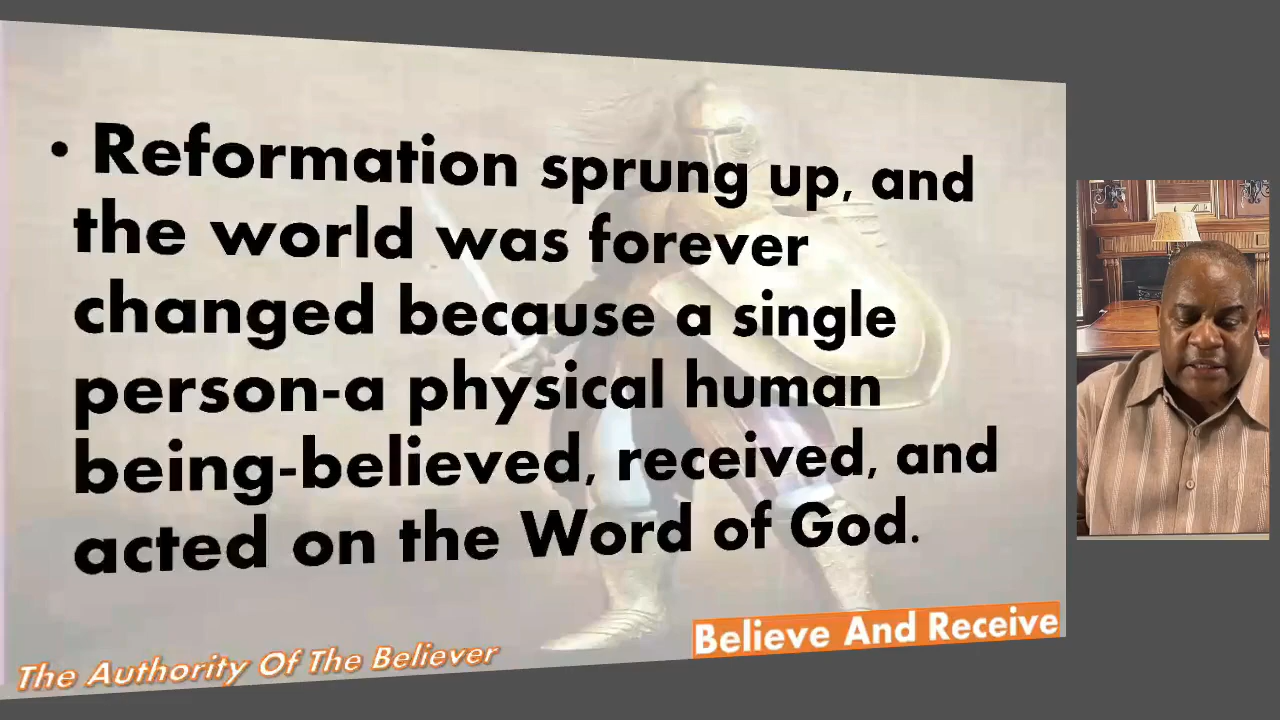 • Reformation sprung up, and
the world was forever
changed because a single
person-a physical human
being-believed, received, and
acted on the Word of God.
The Authority Of The Believer
Believe And Receive